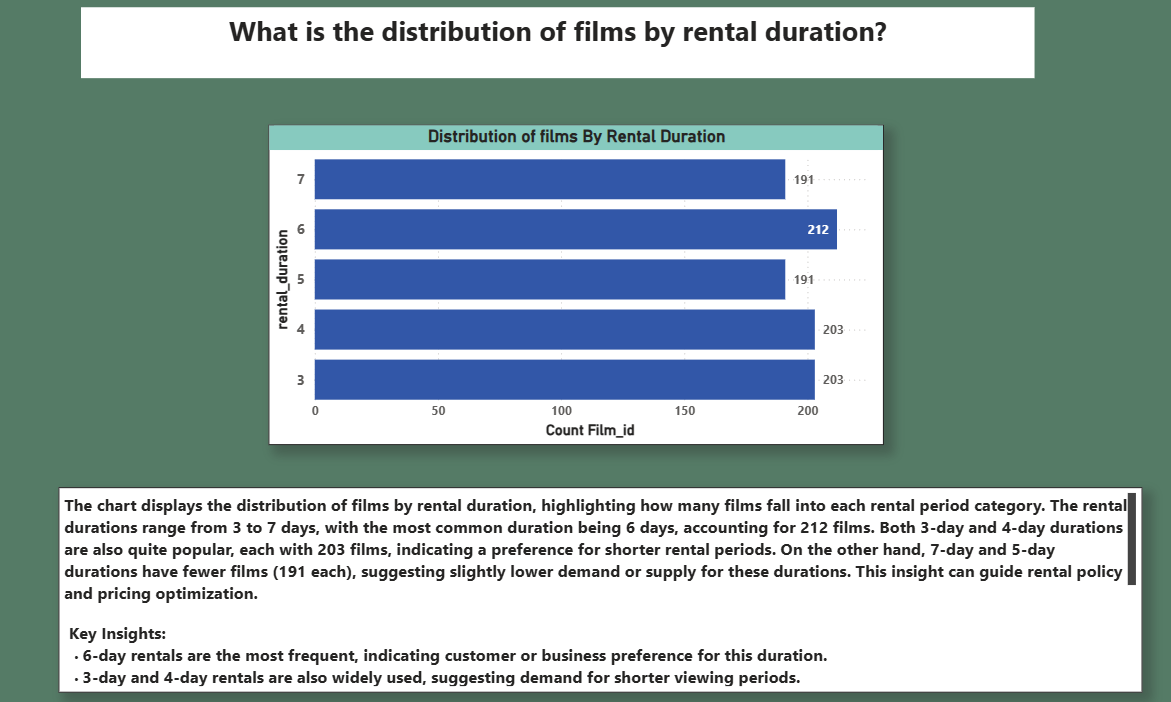 What is the distribution of films by rental duration?
Distribution of films By Rental Duration
rental_duration
7
191
6
212
5
191
4
203
3
203
0 50 100 150 200
Count Film_id
The chart displays the distribution of films by rental duration, highlighting how many films fall into each rental period category. The rental
durations range from 3 to 7 days, with the most common duration being 6 days, accounting for 212 films. Both 3-day and 4-day durations
are also quite popular, each with 203 films, indicating a preference for shorter rental periods. On the other hand, 7-day and 5-day
durations have fewer films (191 each), suggesting slightly lower demand or supply for these durations. This insight can guide rental policy
and pricing optimization.
Key Insights:
• 6-day rentals are the most frequent, indicating customer or business preference for this duration.
• 3-day and 4-day rentals are also widely used, suggesting demand for shorter viewing periods.